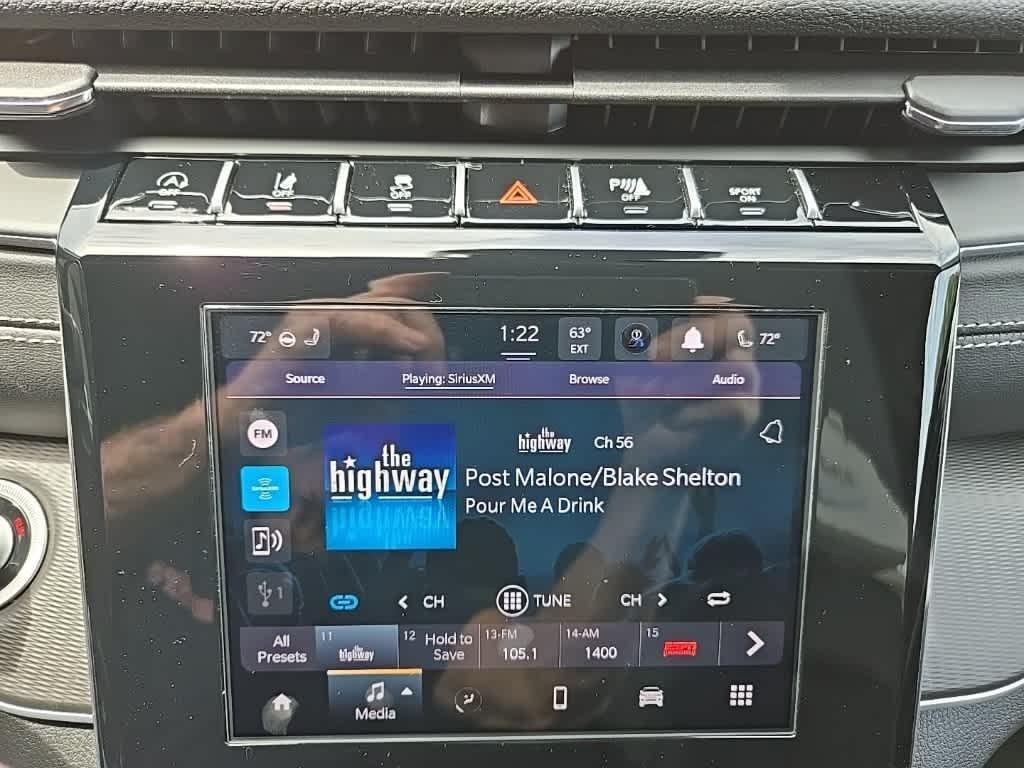 OFF
OFF
OFF
P
OFF
SPORT
ON
72°
1:22
63°
EXT
72°
Source
Playing: SiriusXM
Browse
Audio
FM
the
highway
the
highway
Ch 56
Post Malone/Blake Shelton
Pour Me A Drink
1
CH
TUNE
CH
All
Presets
11
the
highway
12
Hold to
Save
13-FM
105.1
14-AM
1400
15
Media